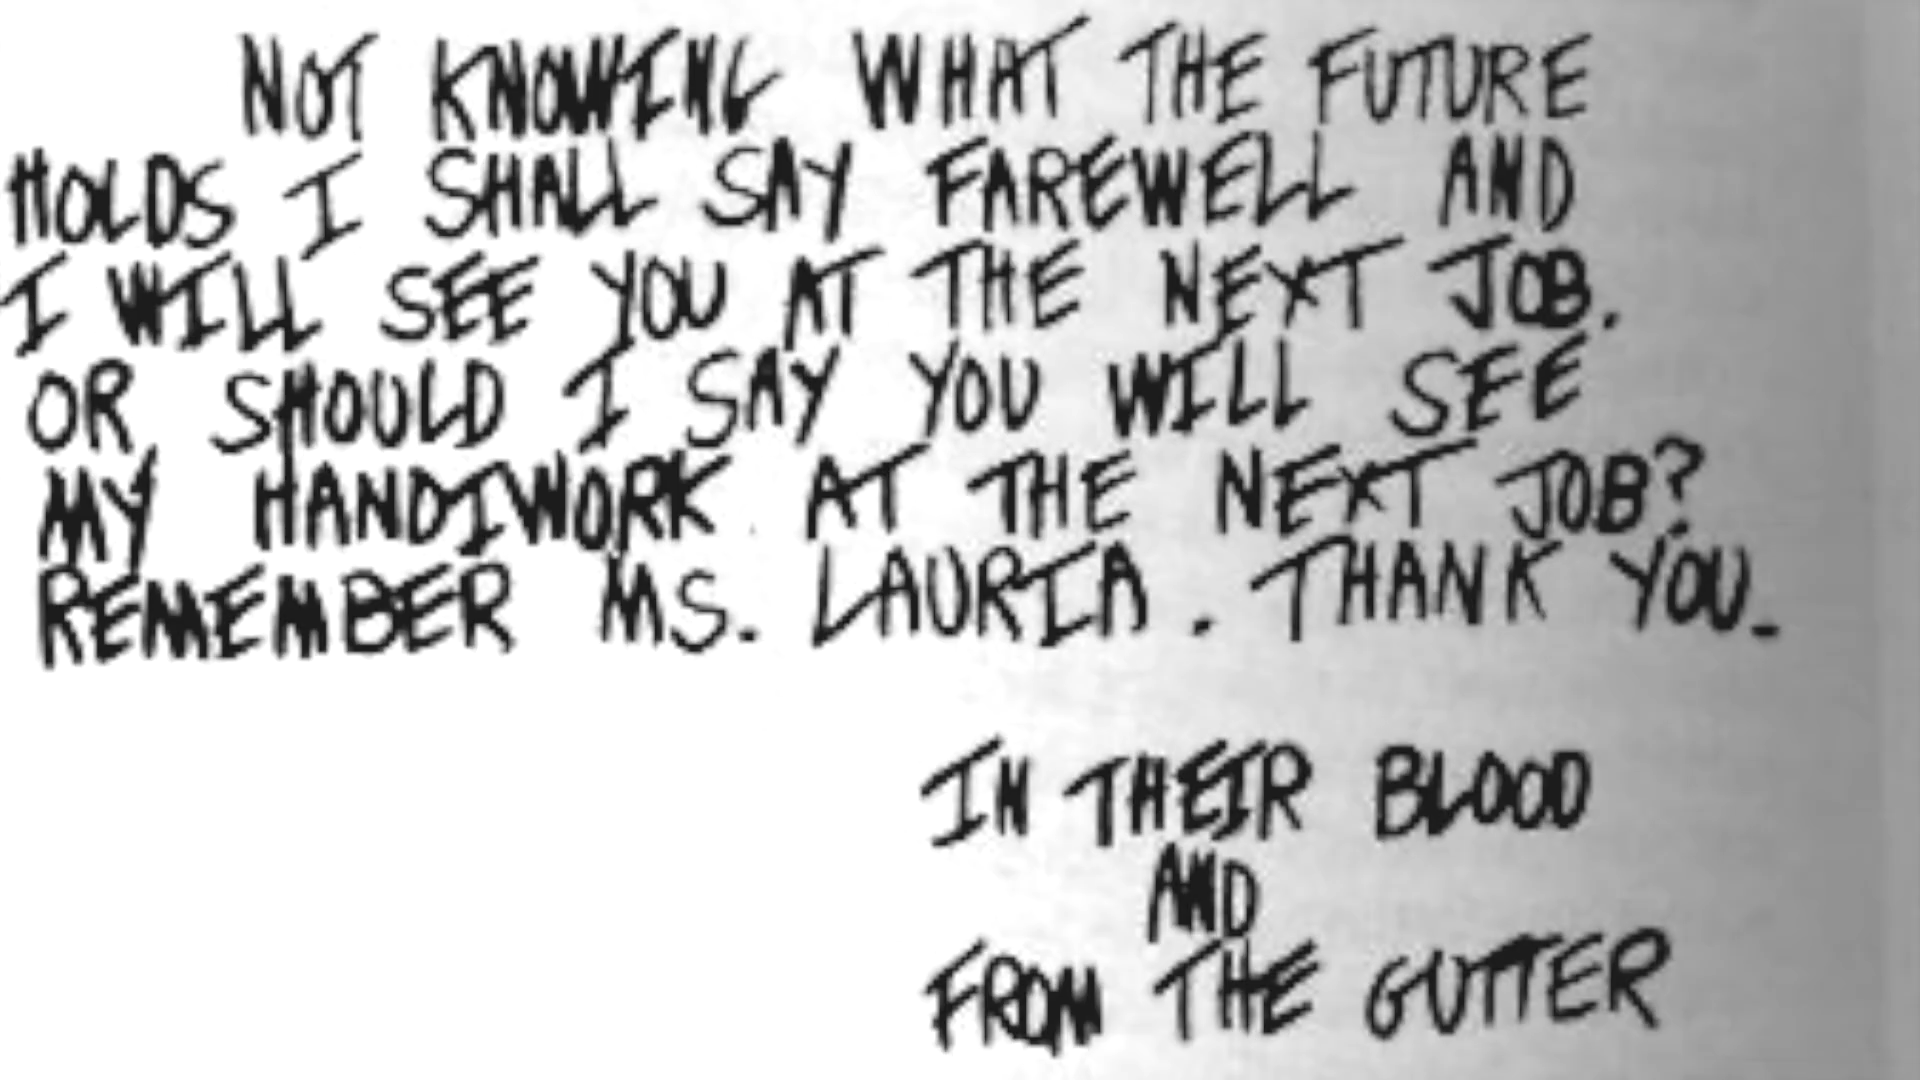 NOT KNOWING WHAT THE FUTURE
HOLDS I SHALL SAY FAREWELL AND
I WILL SEE YOU AT THE NEXT JOB.
OR SHOULD I SAY YOU WILL SEE
MY HANDIWORK AT THE NEXT JOB?
REMEMBER MS. LAURIA. THANK YOU.
IN THEIR BLOOD
AND
FROM THE GUTTER